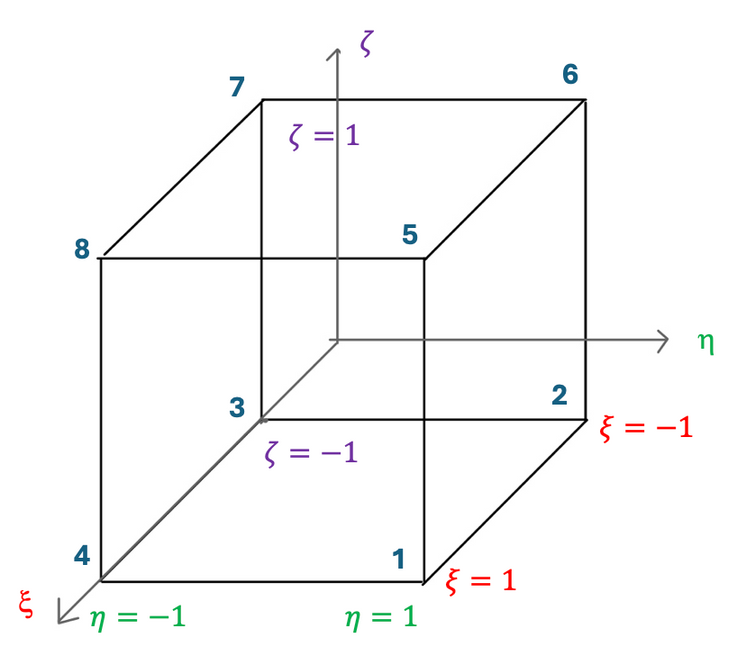 ζ
7
6
ζ = 1
8
5
η
3
2
ξ = −1
ζ = −1
4
1
ξ = 1
ξ
η = −1
η = 1